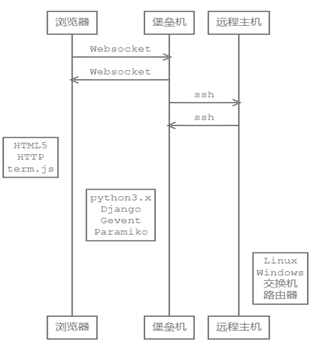 浏览器 堡垒机 远程主机
Websocket
Websocket
ssh
ssh
HTML5
HTTP
term.js
python3.x
Django
Gevent
Paramiko
Linux
Windows
交换机
路由器
浏览器 堡垒机 远程主机